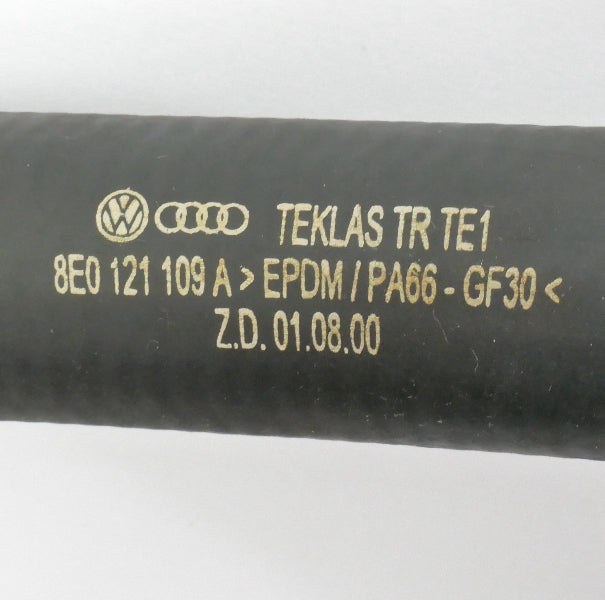 TEKLAS TR TE1
8E0 121 109 A > EPDM / PA66 - GF30 <
Z.D. 01.08.00